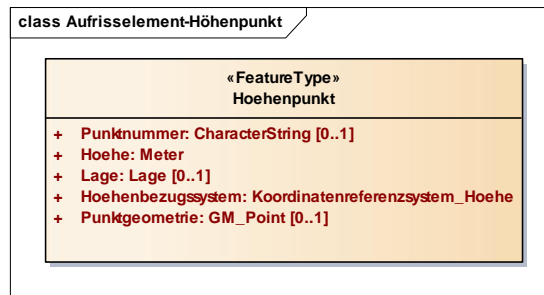 class Aufrisselement-Höhenpunkt
«FeatureType»
Hoehenpunkt
+ Punktnummer: CharacterString [0..1]
+ Hoehe: Meter
+ Lage: Lage [0..1]
+ Hoehenbezugssystem: Koordinatenreferenzsystem_Hoehe
+ Punktgeometrie: GM_Point [0..1]